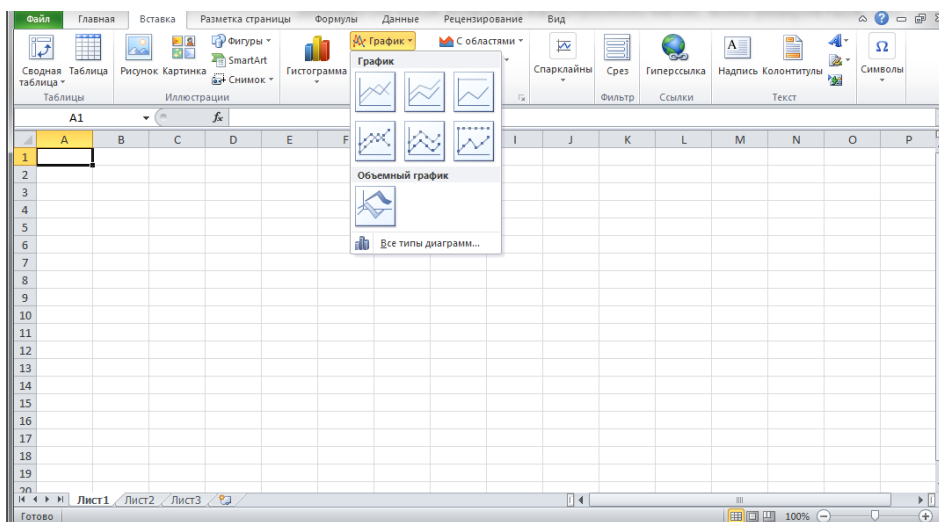 Файл Главная Вставка Разметка страницы Формулы Данные Рецензирование Вид
Сводная таблица Таблица Рисунок Картинка Фигуры SmartArt Снимок Гистограмма График С областями Спарклайны Срез Гиперссылка Надпись Колонтитулы Символы
Таблицы Иллюстрации Фильтр Ссылки Текст
График
Объемный график
Все типы диаграмм...
A1 fx
A B C D E F I J K L M N O P
1
2
3
4
5
6
7
8
9
10
11
12
13
14
15
16
17
18
19
20
Лист1 Лист2 Лист3
Готово 100%